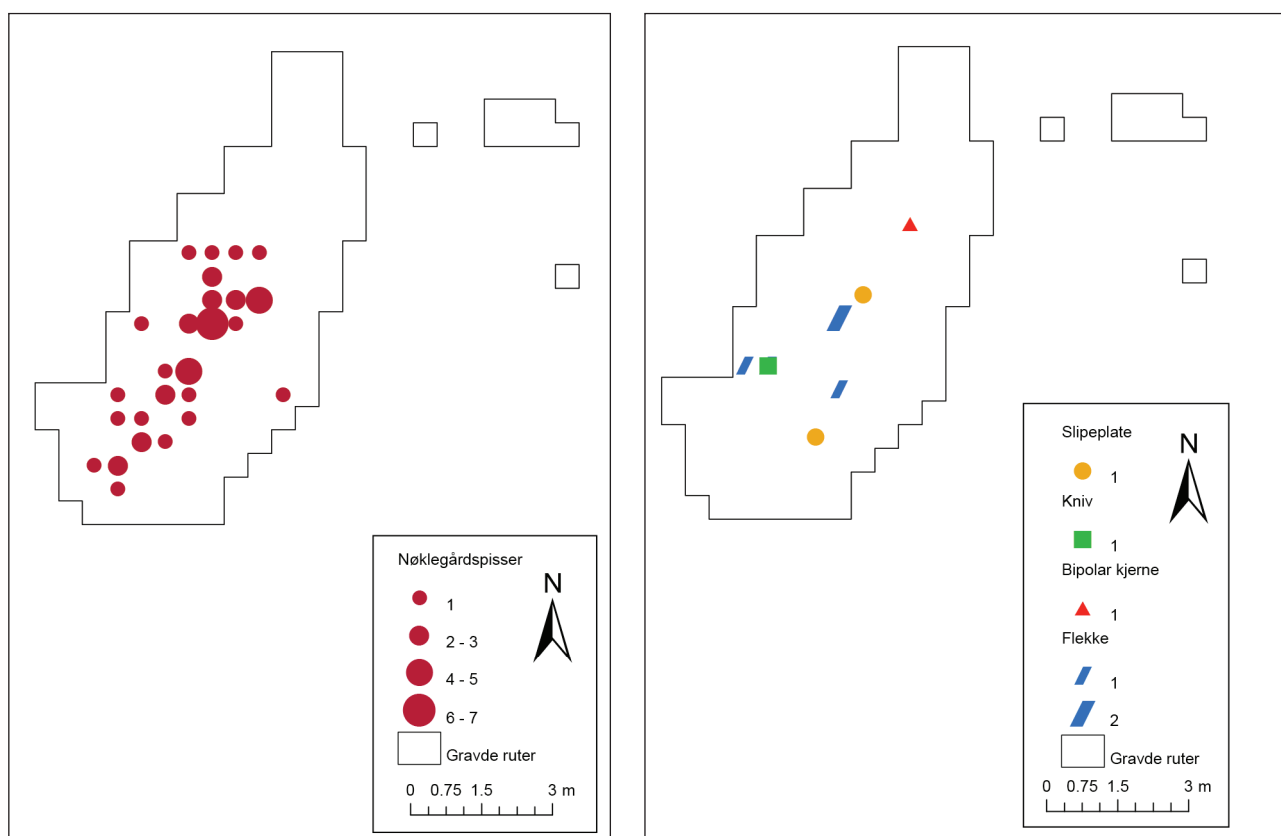 Nøklegårdspisser
N
1
2 - 3
4 - 5
6 - 7
Gravde ruter
0 0.75 1.5 3 m
Slipeplate
N
1
Kniv
1
Bipolar kjerne
1
Flekke
1
2
Gravde ruter
0 0.75 1.5 3 m